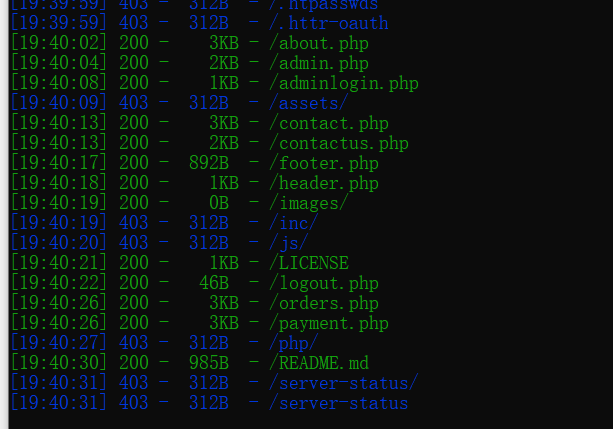 [19:39:59] 403 - 312B - /.htpasswds
[19:39:59] 403 - 312B - /.httr-oauth
[19:40:02] 200 - 3KB - /about.php
[19:40:04] 200 - 2KB - /admin.php
[19:40:08] 200 - 1KB - /adminlogin.php
[19:40:09] 403 - 312B - /assets/
[19:40:13] 200 - 3KB - /contact.php
[19:40:13] 200 - 2KB - /contactus.php
[19:40:17] 200 - 892B - /footer.php
[19:40:18] 200 - 1KB - /header.php
[19:40:19] 200 - 0B - /images/
[19:40:19] 403 - 312B - /inc/
[19:40:20] 403 - 312B - /js/
[19:40:21] 200 - 1KB - /LICENSE
[19:40:22] 200 - 46B - /logout.php
[19:40:26] 200 - 3KB - /orders.php
[19:40:26] 200 - 3KB - /payment.php
[19:40:27] 403 - 312B - /php/
[19:40:30] 200 - 985B - /README.md
[19:40:31] 403 - 312B - /server-status/
[19:40:31] 403 - 312B - /server-status